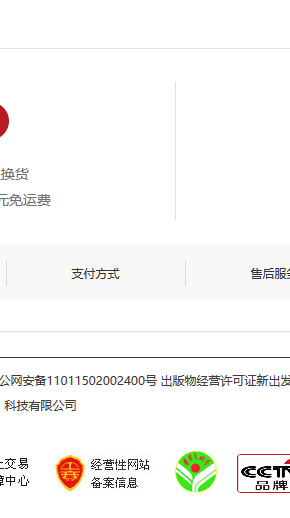 换货
元免运费
支付方式
售后服务
公网安备11011502002400号 出版物经营许可证新出发
科技有限公司
上交易
障中心
经营性网站
备案信息
CCTV
品牌